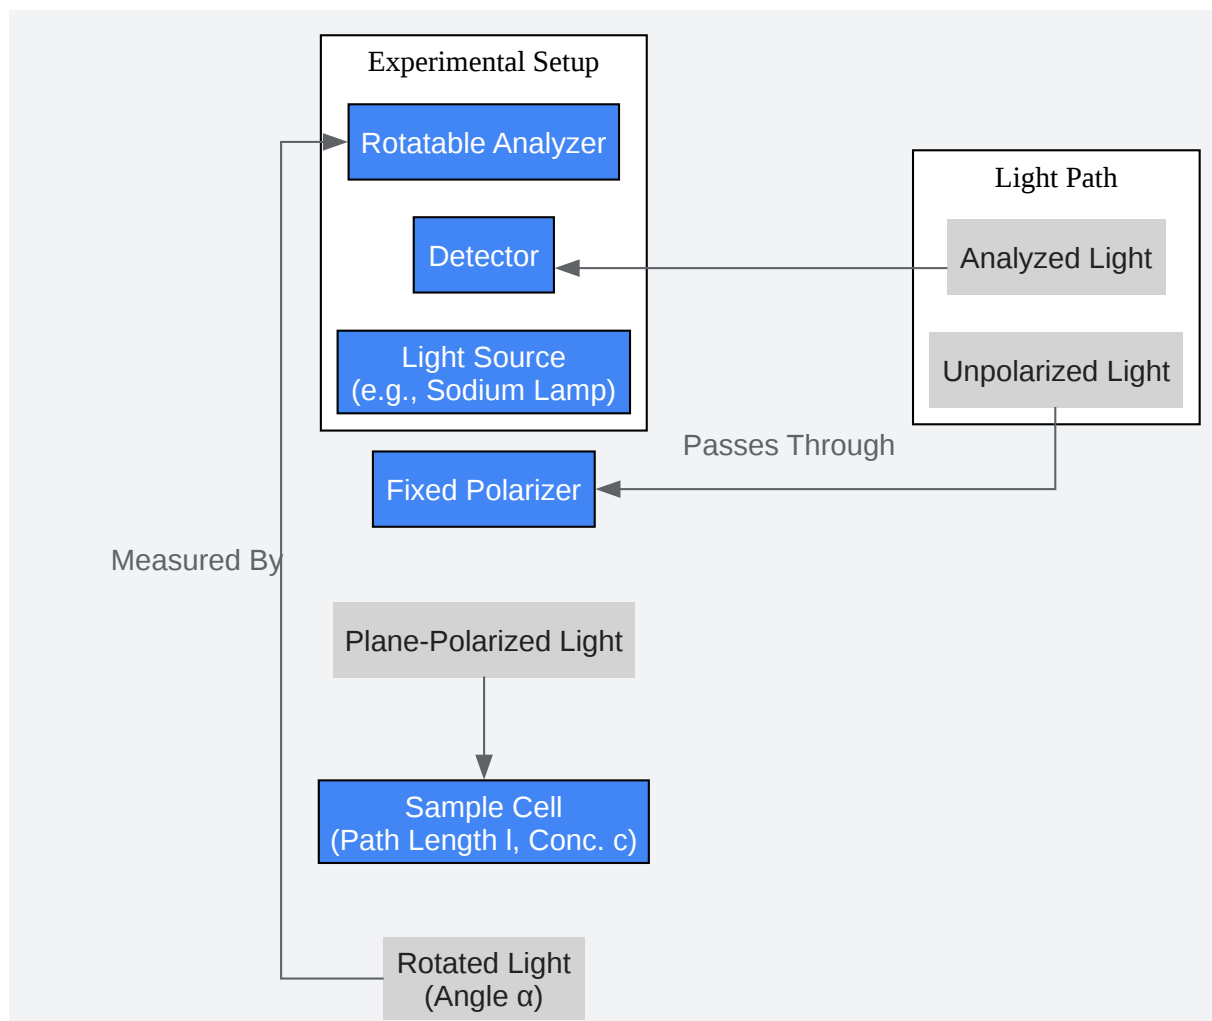 Experimental Setup
Rotatable Analyzer
Detector
Light Source
(e.g., Sodium Lamp)
Light Path
Analyzed Light
Unpolarized Light
Passes Through
Fixed Polarizer
Measured By
Plane-Polarized Light
Sample Cell
(Path Length l, Conc. c)
Rotated Light
(Angle α)